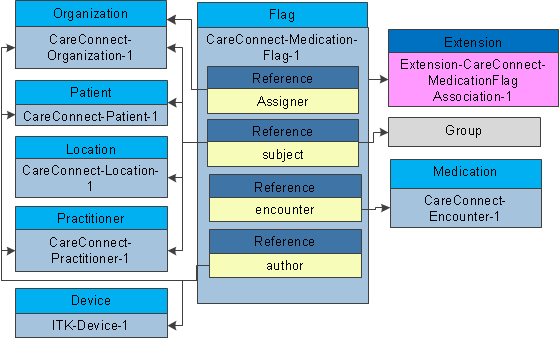 Organization
CareConnect-
Organization-1
Patient
CareConnect-Patient-1
Location
CareConnect-Location-
1
Practitioner
CareConnect-
Practitioner-1
Device
ITK-Device-1
Flag
CareConnect-Medication-
Flag-1
Reference
Assigner
Reference
subject
Reference
encounter
Reference
author
Extension
Extension-CareConnect-
MedicationFlag
Association-1
Group
Medication
CareConnect-
Encounter-1